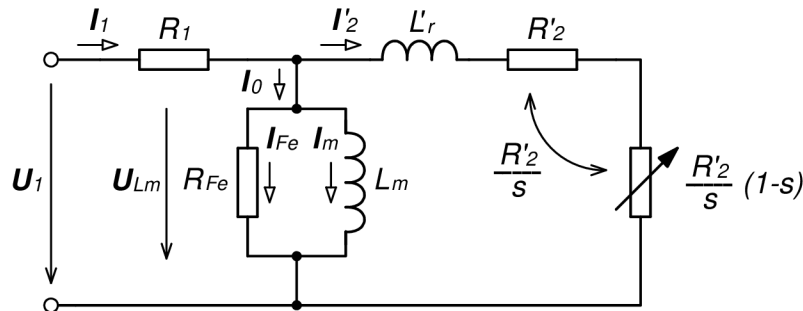 I1
R1
I'2
L'r
R'2
I0
U1
ULm
RFe
IFe
Im
Lm
R'2
s
R'2
s
(1-s)